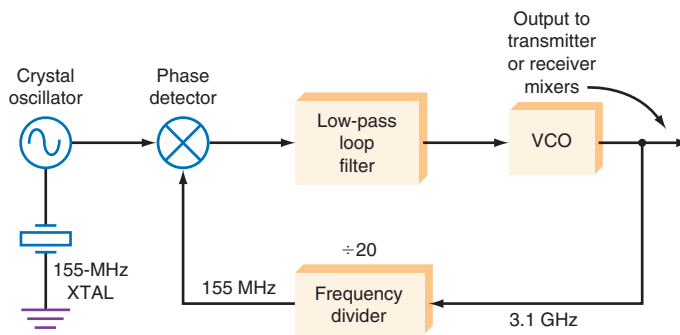 Output to
transmitter
or receiver
mixers
Crystal
oscillator
Phase
detector
Low-pass
loop
filter
VCO
155-MHz
XTAL
÷20
155 MHz
Frequency
divider
3.1 GHz